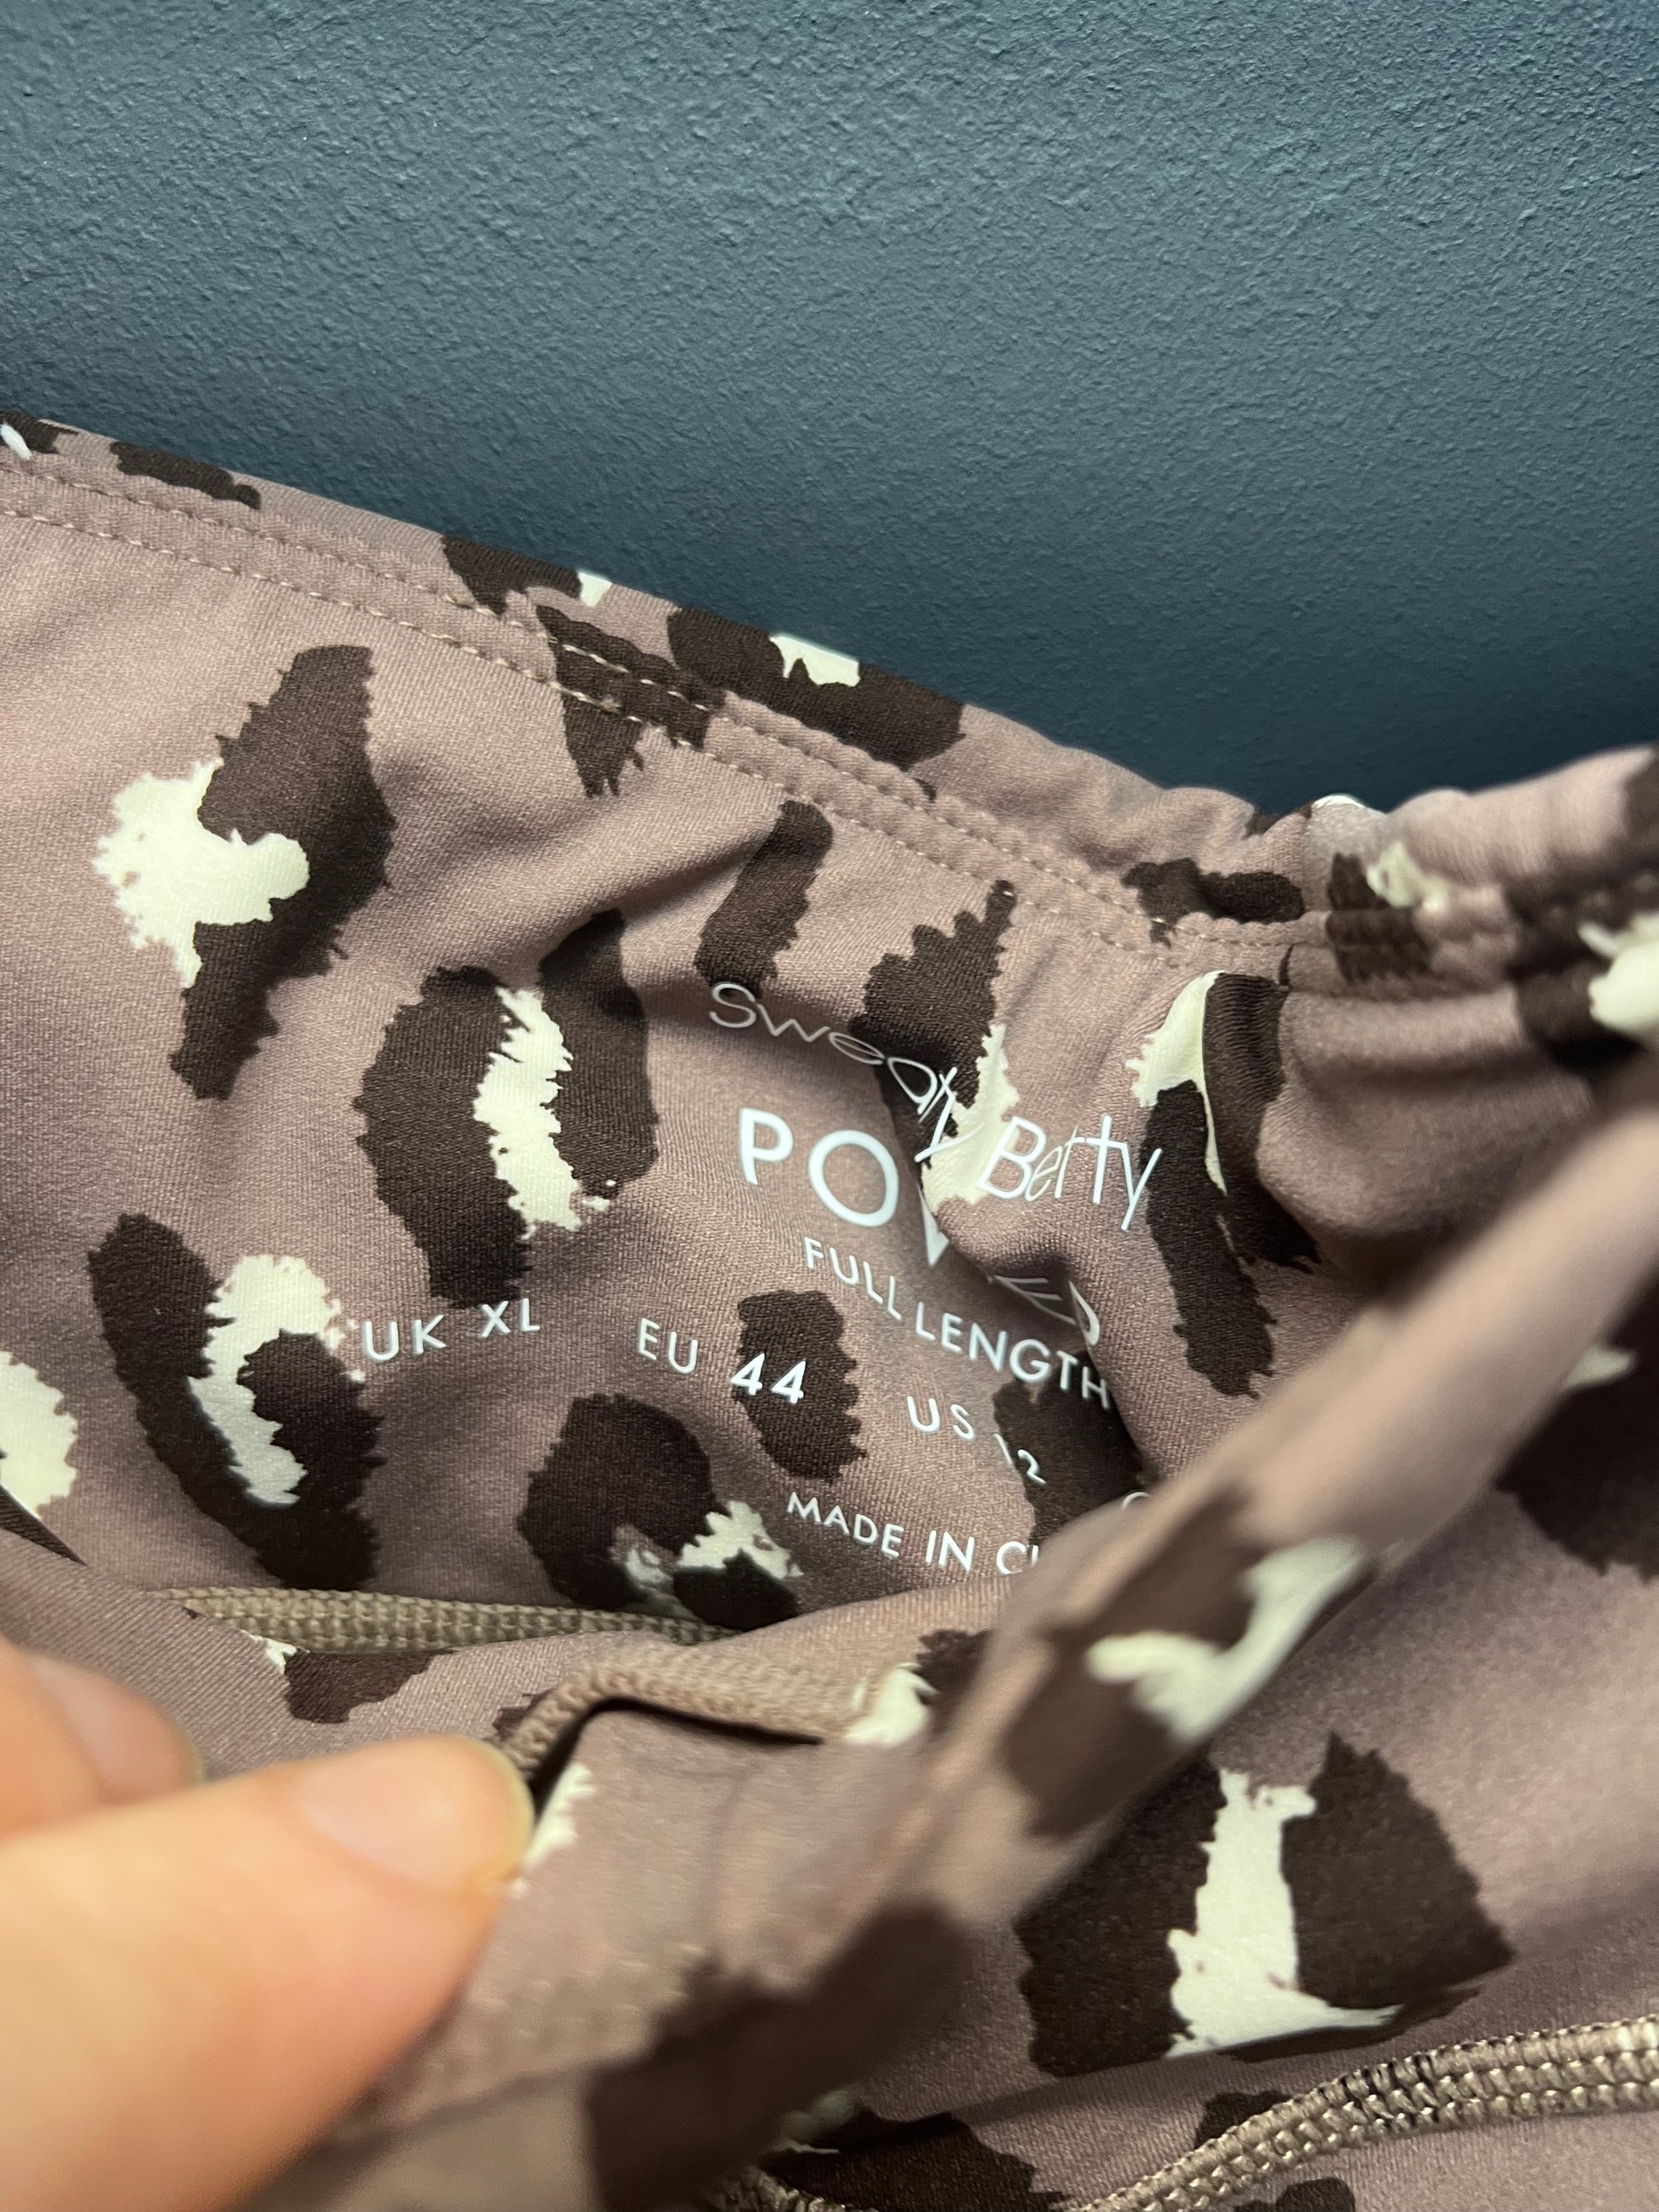 Sweaty Betty
POWER
FULL LENGTH
UK XL EU 44 US 12
MADE IN